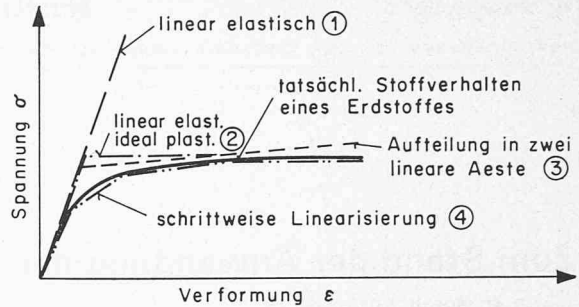 linear elastisch ①
tatsächl. Stoffverhalten
eines Erdstoffes
linear elast.
ideal plast. ②
Aufteilung in zwei
lineare Aeste ③
schrittweise Linearisierung ④
Spannung σ
Verformung ε